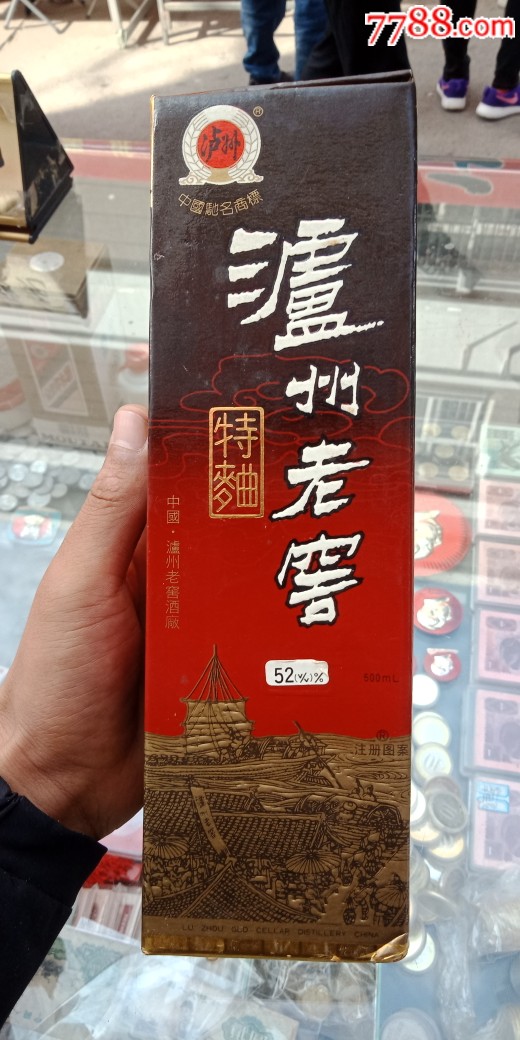 7788.com
泸州
®
中國馳名商標
瀘州老窖
特麯
中國·瀘州老窖酒廠
52(v/v)%
500mL
®
注册图案
LU ZHOU OLD CELLAR DISTILLERY CHINA